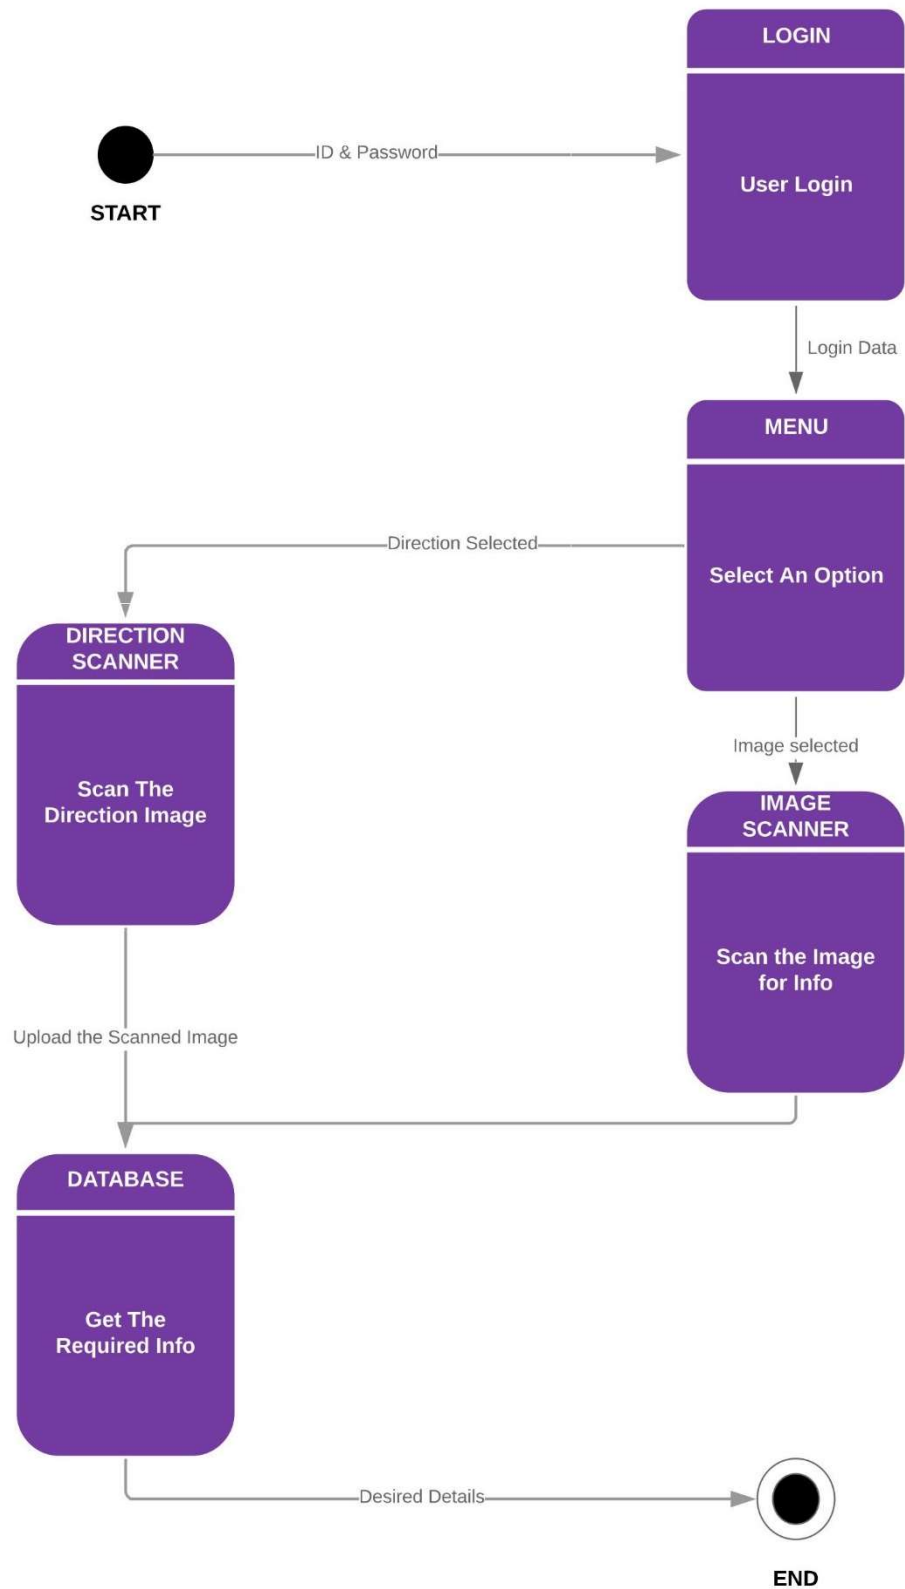 LOGIN
ID & Password
User Login
START
Login Data
MENU
Direction Selected
Select An Option
DIRECTION
SCANNER
Image selected
Scan The
Direction Image
IMAGE
SCANNER
Scan the Image
for Info
Upload the Scanned Image
DATABASE
Get The
Required Info
Desired Details
END